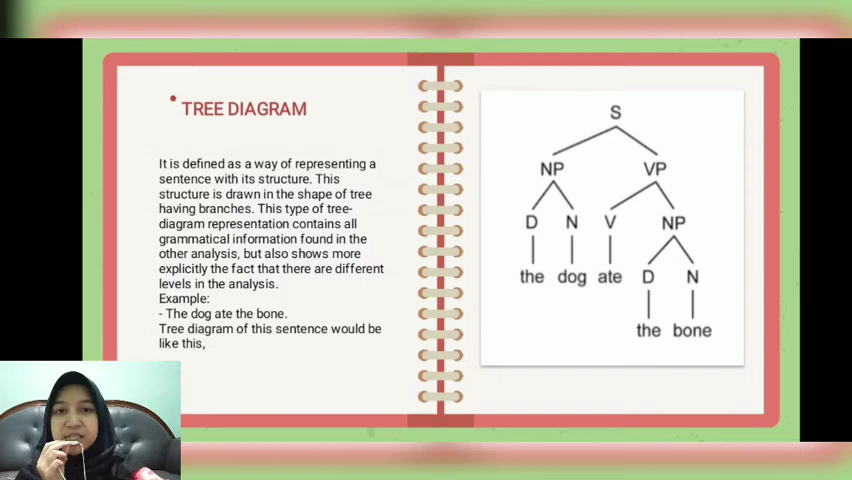 TREE DIAGRAM
It is defined as a way of representing a
sentence with its structure. This
structure is drawn in the shape of tree
having branches. This type of tree-
diagram representation contains all
grammatical information found in the
other analysis, but also shows more
explicitly the fact that there are different
levels in the analysis.
Example:
- The dog ate the bone.
Tree diagram of this sentence would be
like this,
S
NP VP
D N V NP
the dog ate D N
the bone